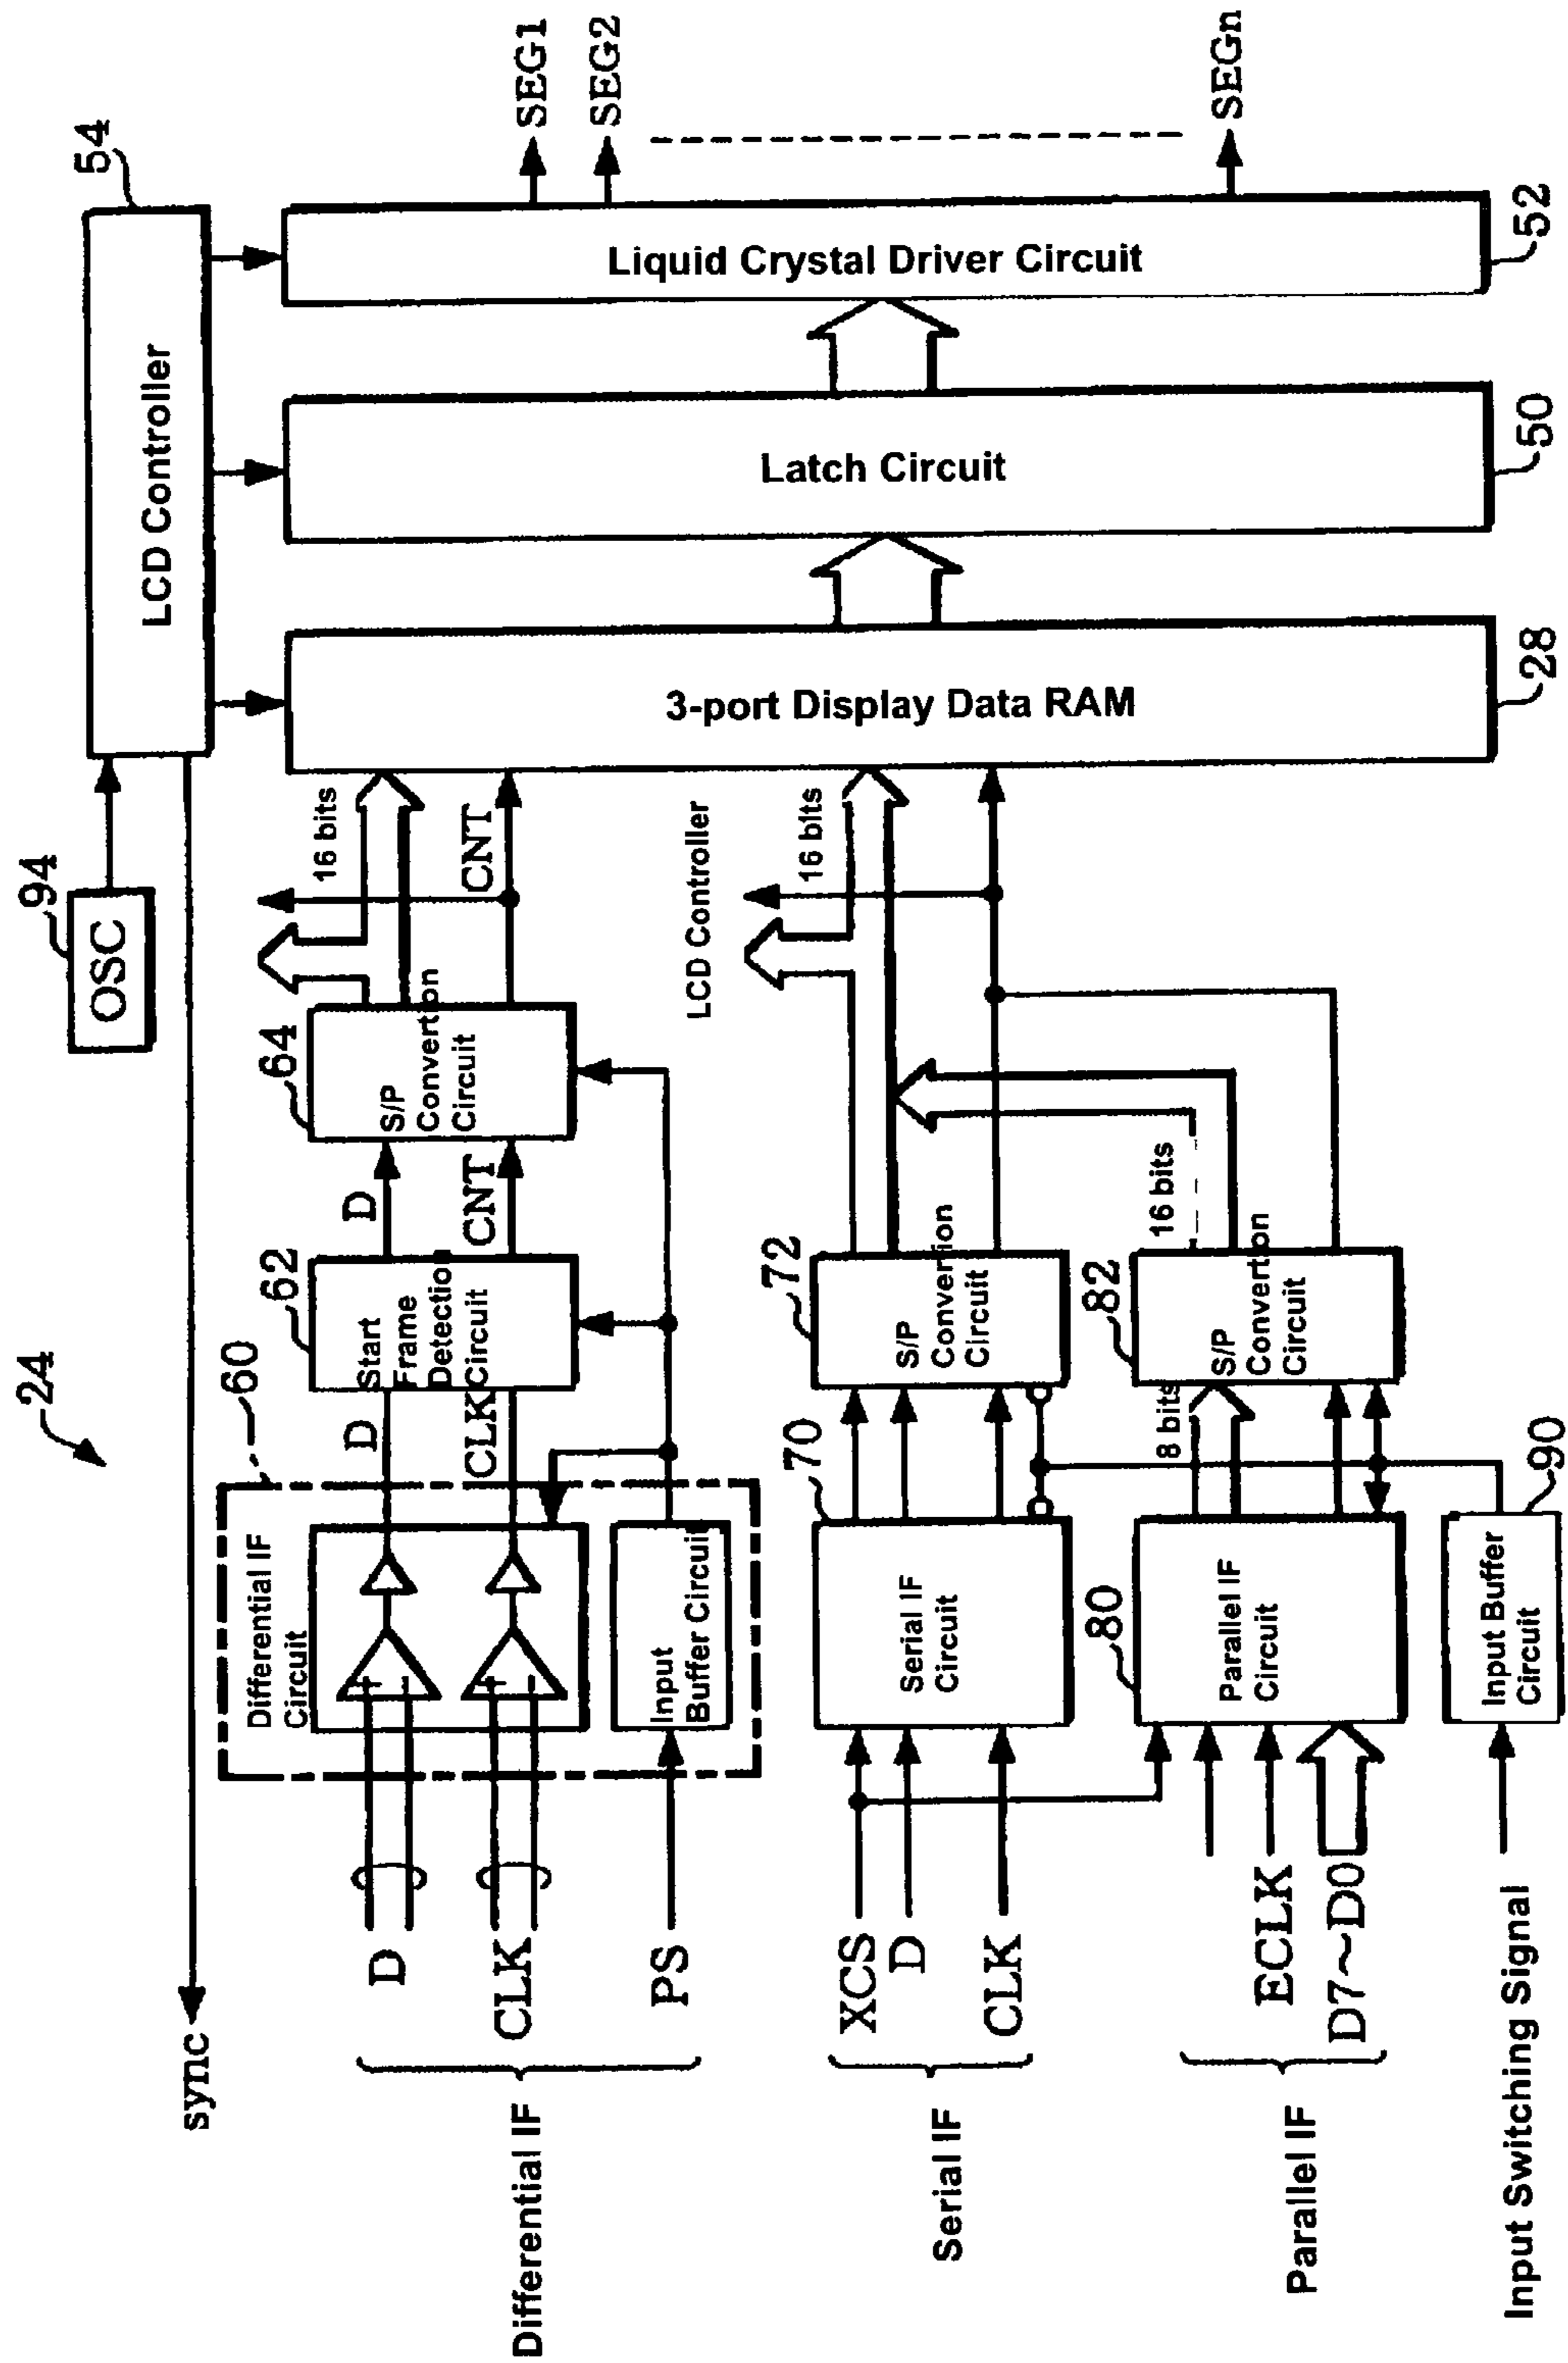 24
sync
94
OSC
54
LCD Controller
Differential IF
D
CLK
PS
60
Differential IF
Circuit
Input
Buffer Circuit
D
CLK
62
Start
Frame
Detection
Circuit
D
CNT
64
S/P
Convertion
Circuit
16 bits
CNT
LCD Controller
16 bits
3-port Display Data RAM
28
Latch Circuit
50
Liquid Crystal Driver Circuit
52
SEG1
SEG2
SEGn
Serial IF
XCS
D
CLK
70
Serial IF
Circuit
72
S/P
Convertion
Circuit
Parallel IF
ECLK
D7~D0
80
Parallel IF
Circuit
8 bits
82
S/P
Convertion
Circuit
16 bits
Input Switching Signal
Input Buffer
Circuit
90